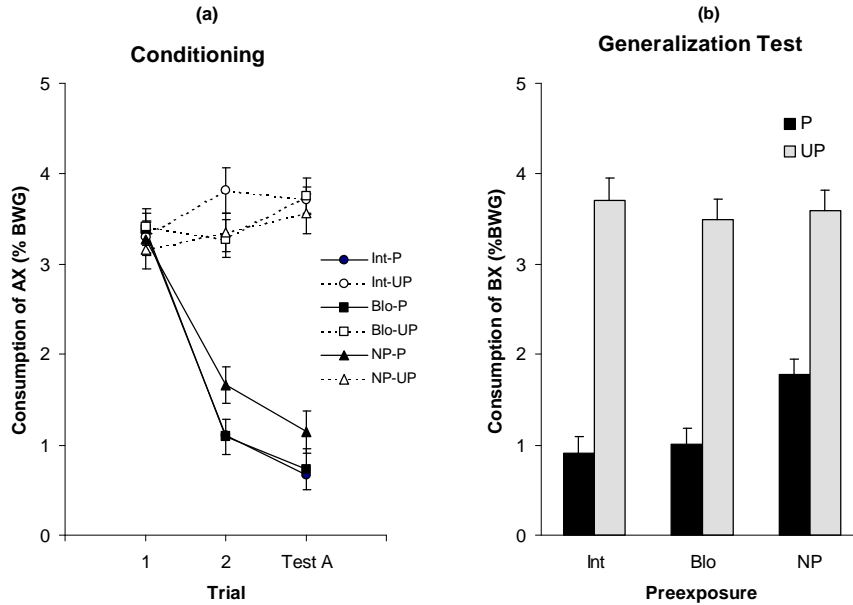 (a)
Conditioning
5
4
3
2
1
0
Consumption of AX (% BWG)
1 2 Test A
Trial
Int-P
Int-UP
Blo-P
Blo-UP
NP-P
NP-UP
(b)
Generalization Test
5
4
3
2
1
0
Consumption of BX (%BWG)
P
UP
Int Blo NP
Preexposure